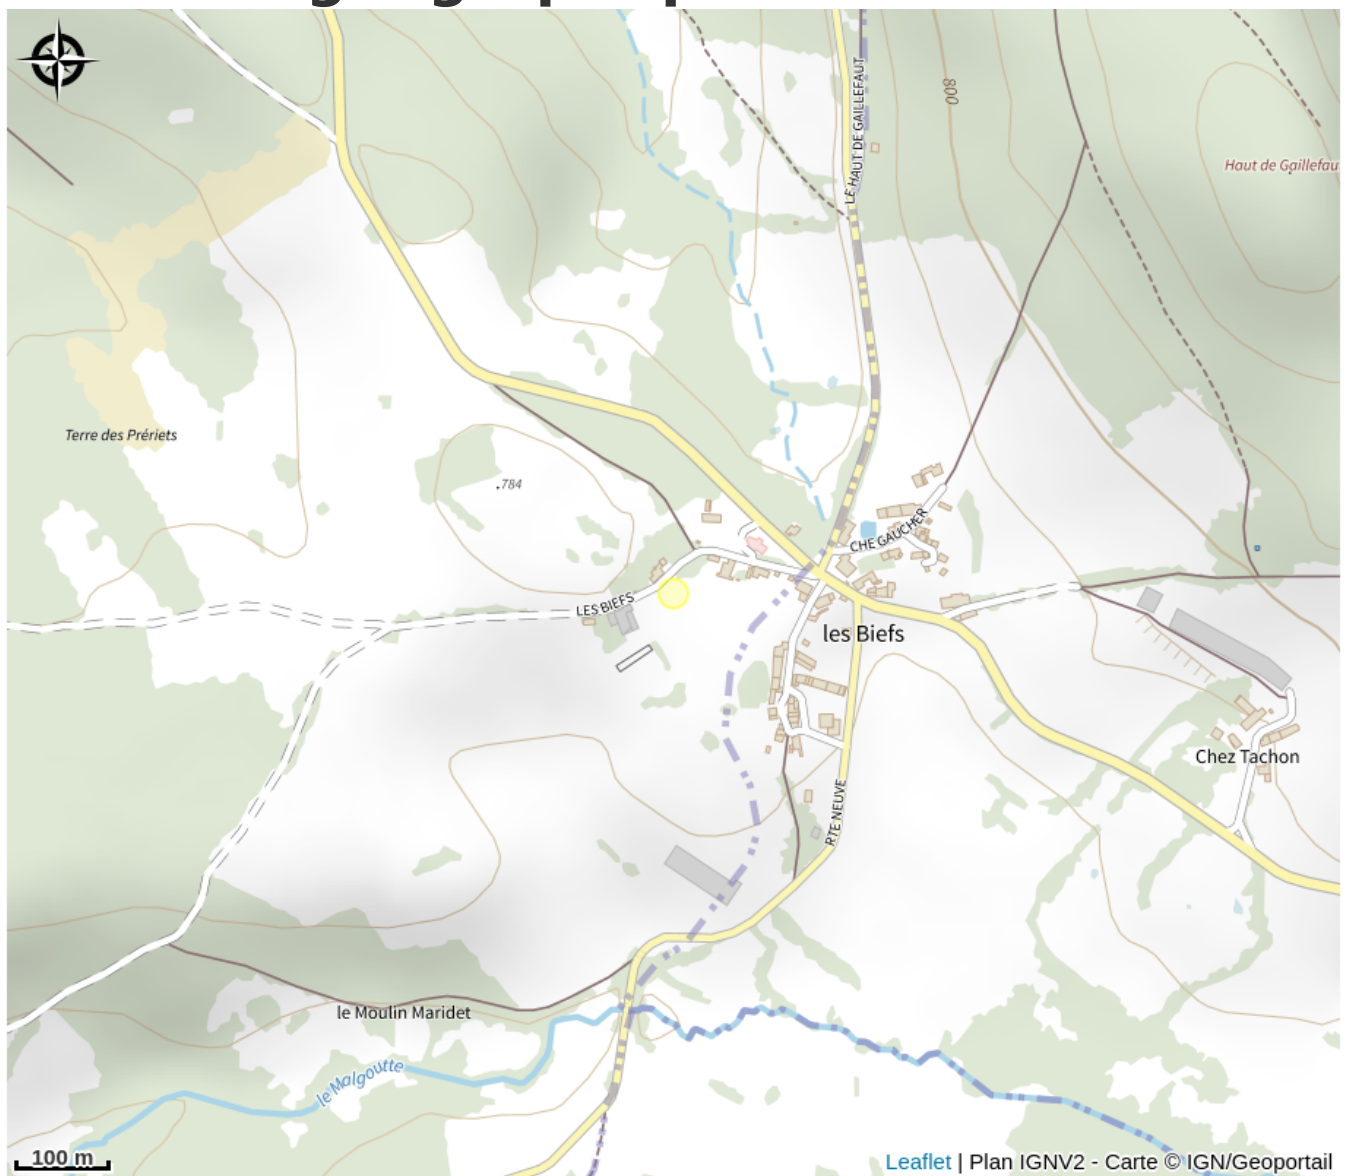 LE HAUT DE GAILLEFAUT
800
Haut de Gaillefau
Terre des Prériets
.784
CHE GAUCHER
LES BIEFS
les Biefs
Chez Tachon
RTE NEUVE
le Moulin Maridet
le Malgoutte
100 m
Leaflet | Plan IGNV2 - Carte © IGN/Geoportail